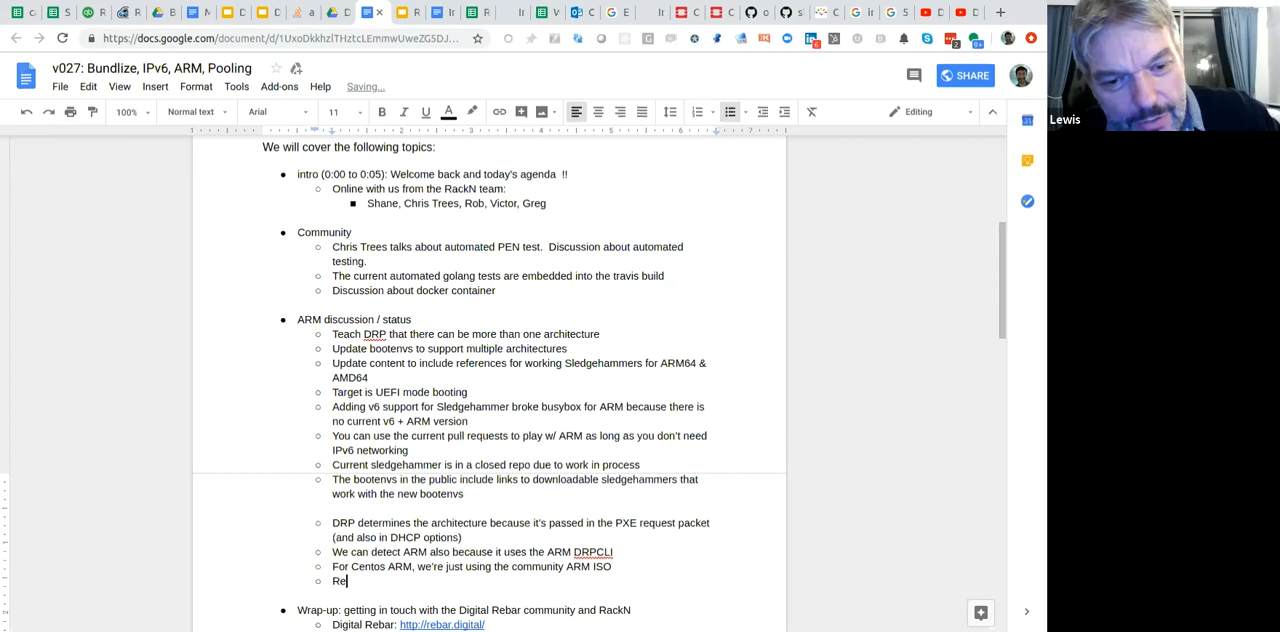 c
S
R
B
N
D
D
a
D
R
Ir
R
Ir
V
C
E
Ir
C
C
o
s
C
ir
S
D
D
https://docs.google.com/document/d/1UxoDkkhzlTHztcLEmmwUweZG5DJ...
v027: Bundlize, IPv6, ARM, Pooling
SHARE
File Edit View Insert Format Tools Add-ons Help Saving...
100% Normal text Arial 11 B I U A Editing
We will cover the following topics:
intro (0:00 to 0:05): Welcome back and today's agenda !!
Online with us from the RackN team:
Shane, Chris Trees, Rob, Victor, Greg
Community
Chris Trees talks about automated PEN test. Discussion about automated
testing.
The current automated golang tests are embedded into the travis build
Discussion about docker container
ARM discussion / status
Teach DRP that there can be more than one architecture
Update bootenvs to support multiple architectures
Update content to include references for working Sledgehammers for ARM64 &
AMD64
Target is UEFI mode booting
Adding v6 support for Sledgehammer broke busybox for ARM because there is
no current v6 + ARM version
You can use the current pull requests to play w/ ARM as long as you don't need
IPv6 networking
Current sledgehammer is in a closed repo due to work in process
The bootenvs in the public include links to downloadable sledgehammers that
work with the new bootenvs
DRP determines the architecture because it's passed in the PXE request packet
(and also in DHCP options)
We can detect ARM also because it uses the ARM DRPCLI
For Centos ARM, we're just using the community ARM ISO
Re
Wrap-up: getting in touch with the Digital Rebar community and RackN
Digital Rebar: http://rebar.digital/
Lewis